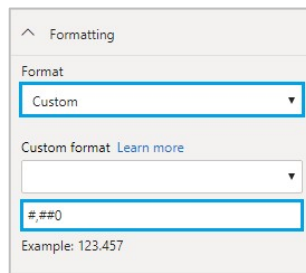 Formatting
Format
Custom
Custom format Learn more
#,##0
Example: 123.457